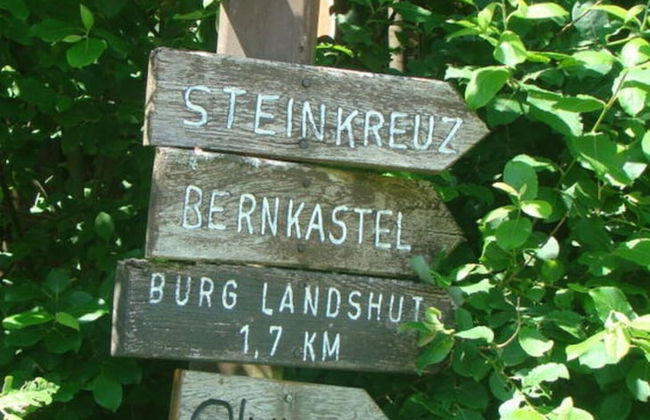 STEINKREUZ
BERNKASTEL
BURG LANDSHUT
1,7 KM